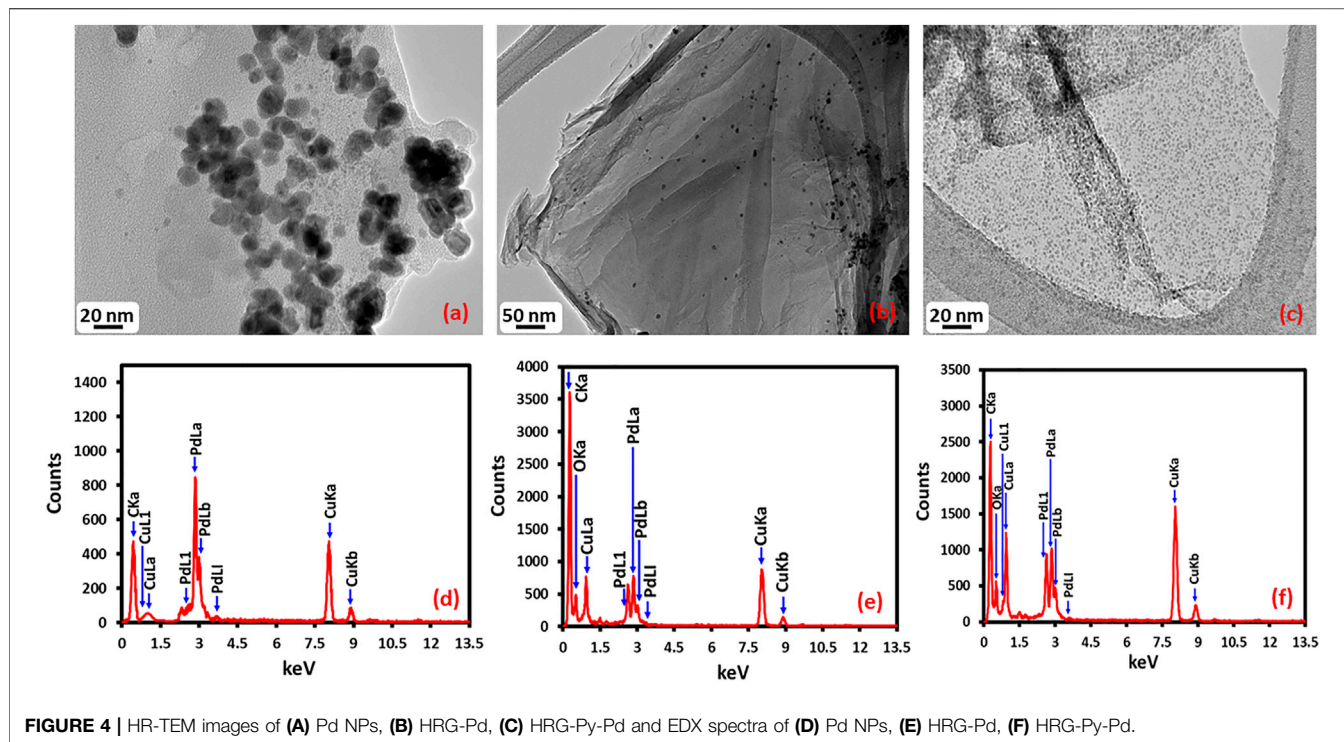 20 nm
(a)
50 nm
(b)
20 nm
(c)
1400
1200
1000
800
600
400
200
0
Counts
CKa
CuL1
CuLa
PdL1
PdLa
PdLb
PdLI
CuKa
CuKb
(d)
0 1.5 3 4.5 6 7.5 9 10.5 12 13.5
keV
4000
3500
3000
2500
2000
1500
1000
500
0
Counts
CKa
OKa
CuLa
PdL1
PdLa
PdLb
PdLI
CuKa
CuKb
(e)
0 1.5 3 4.5 6 7.5 9 10.5 12 13.5
keV
3500
3000
2500
2000
1500
1000
500
0
Counts
CKa
OKa
CuL1
CuLa
PdL1
PdLa
PdLb
PdLI
CuKa
CuKb
(f)
0 1.5 3 4.5 6 7.5 9 10.5 12 13.5
keV
FIGURE 4 | HR-TEM images of (A) Pd NPs, (B) HRG-Pd, (C) HRG-Py-Pd and EDX spectra of (D) Pd NPs, (E) HRG-Pd, (F) HRG-Py-Pd.